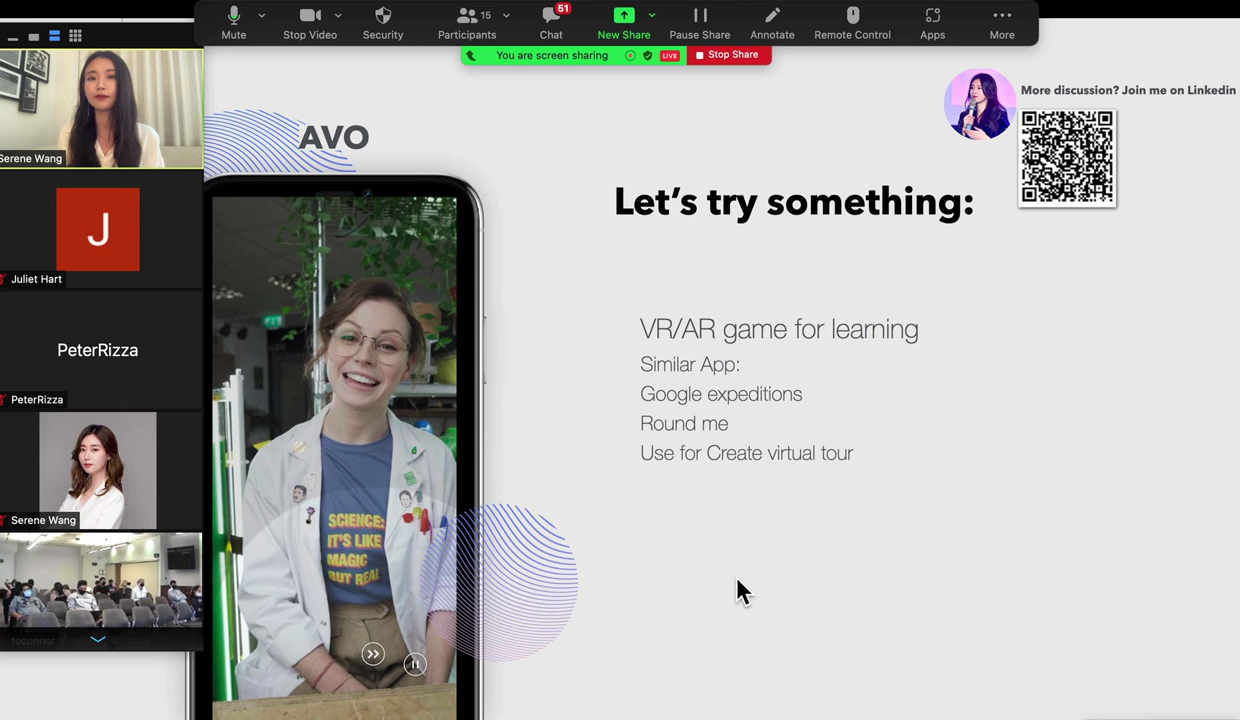 15
51
Mute
Stop Video
Security
Participants
Chat
New Share
Pause Share
Annotate
Remote Control
Apps
More
You are screen sharing
LIVE
Stop Share
Serene Wang
J
Juliet Hart
PeterRizza
PeterRizza
Serene Wang
toconnor
More discussion? Join me on Linkedin
AVO
Let’s try something:
VR/AR game for learning
Similar App:
Google expeditions
Round me
Use for Create virtual tour
SCIENCE:
IT'S LIKE
MAGIC
BUT REAL